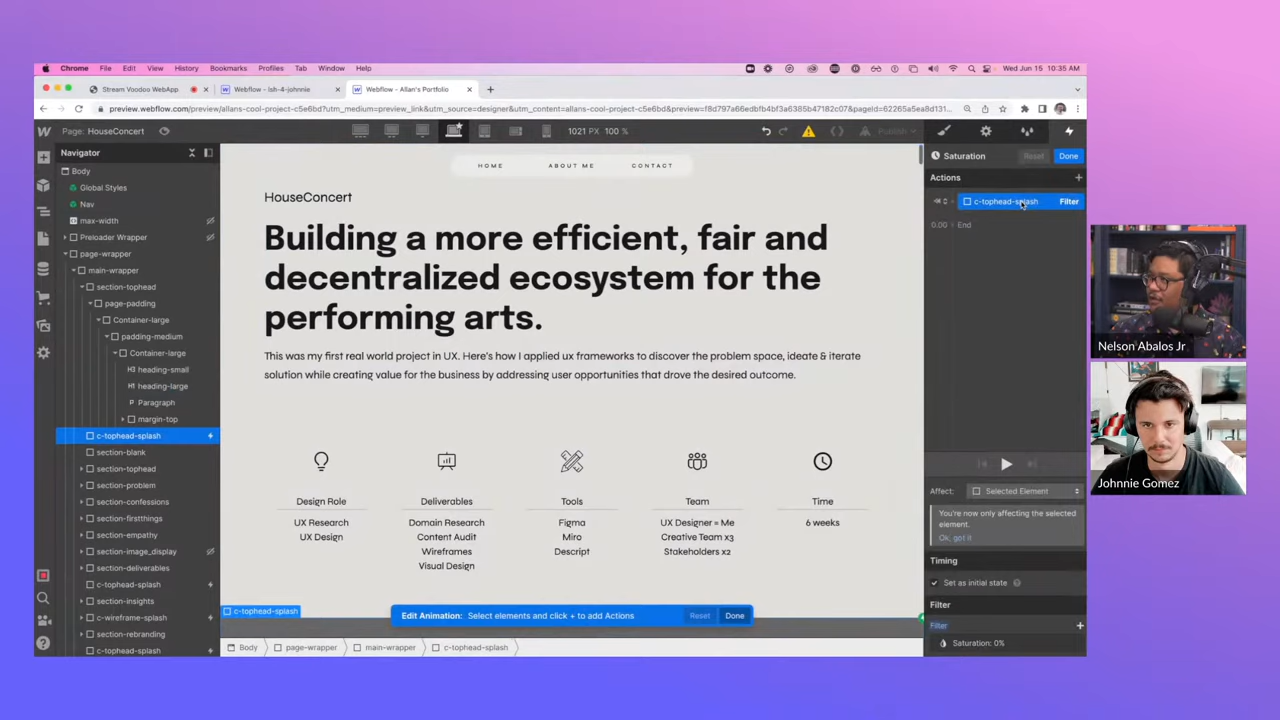 Chrome File Edit View History Bookmarks Profiles Tab Window Help Wed Jun 15 10:35 AM
Stream Voodoo WebApp
Webflow - lsh-4-johnnie
Webflow - Allan's Portfolio
Page: HouseConcert
1021 PX 100 %
Publish
Navigator
Body
Global Styles
Nav
max-width
Preloader Wrapper
page-wrapper
main-wrapper
section-tophead
page-padding
Container-large
padding-medium
Container-large
H3 heading-small
H1 heading-large
P Paragraph
margin-top
c-tophead-splash
section-blank
section-tophead
section-problem
section-confessions
section-firstthings
section-empathy
section-image_display
section-deliverables
c-tophead-splash
section-insights
c-wireframe-splash
section-rebranding
c-tophead-splash
HOME ABOUT ME CONTACT
HouseConcert
Building a more efficient, fair and
decentralized ecosystem for the
performing arts.
This was my first real world project in UX. Here's how I applied ux frameworks to discover the problem space, ideate & iterate
solution while creating value for the business by addressing user opportunities that drove the desired outcome.
Design Role
UX Research
UX Design
Deliverables
Domain Research
Content Audit
Wireframes
Visual Design
Tools
Figma
Miro
Descript
Team
UX Designer = Me
Creative Team x3
Stakeholders x2
Time
6 weeks
c-tophead-splash
Edit Animation: Select elements and click + to add Actions Reset Done
Body page-wrapper main-wrapper c-tophead-splash
Saturation Reset Done
Actions
c-tophead-splash Filter
0.00 End
Affect: Selected Element
You're now only affecting the selected
element.
Ok, got it
Timing
Set as initial state
Filter
Filter
Saturation: 0%
Nelson Abalos Jr
Johnnie Gomez